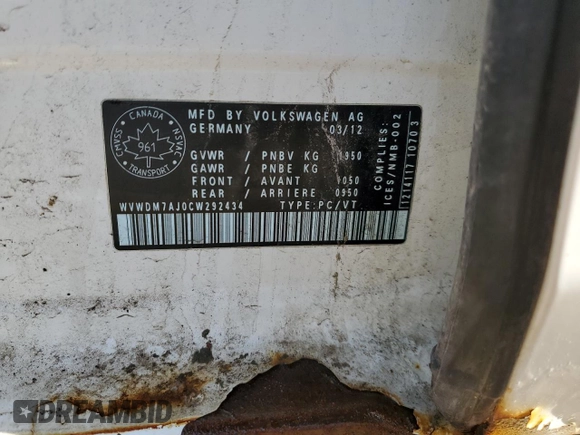 MFD BY VOLKSWAGEN AG
GERMANY 03/12
GVWR / PNBV KG 1950
GAWR / PNBE KG
FRONT / AVANT 1050
REAR / ARRIERE 0950
WVWDM7AJ0CW292434 TYPE:PC/VT.
CANADA
CMVSS
NSVAC
961
TRANSPORT
COMPLIES:
ICES/NMB-002
1214117 10703
DREAMBID